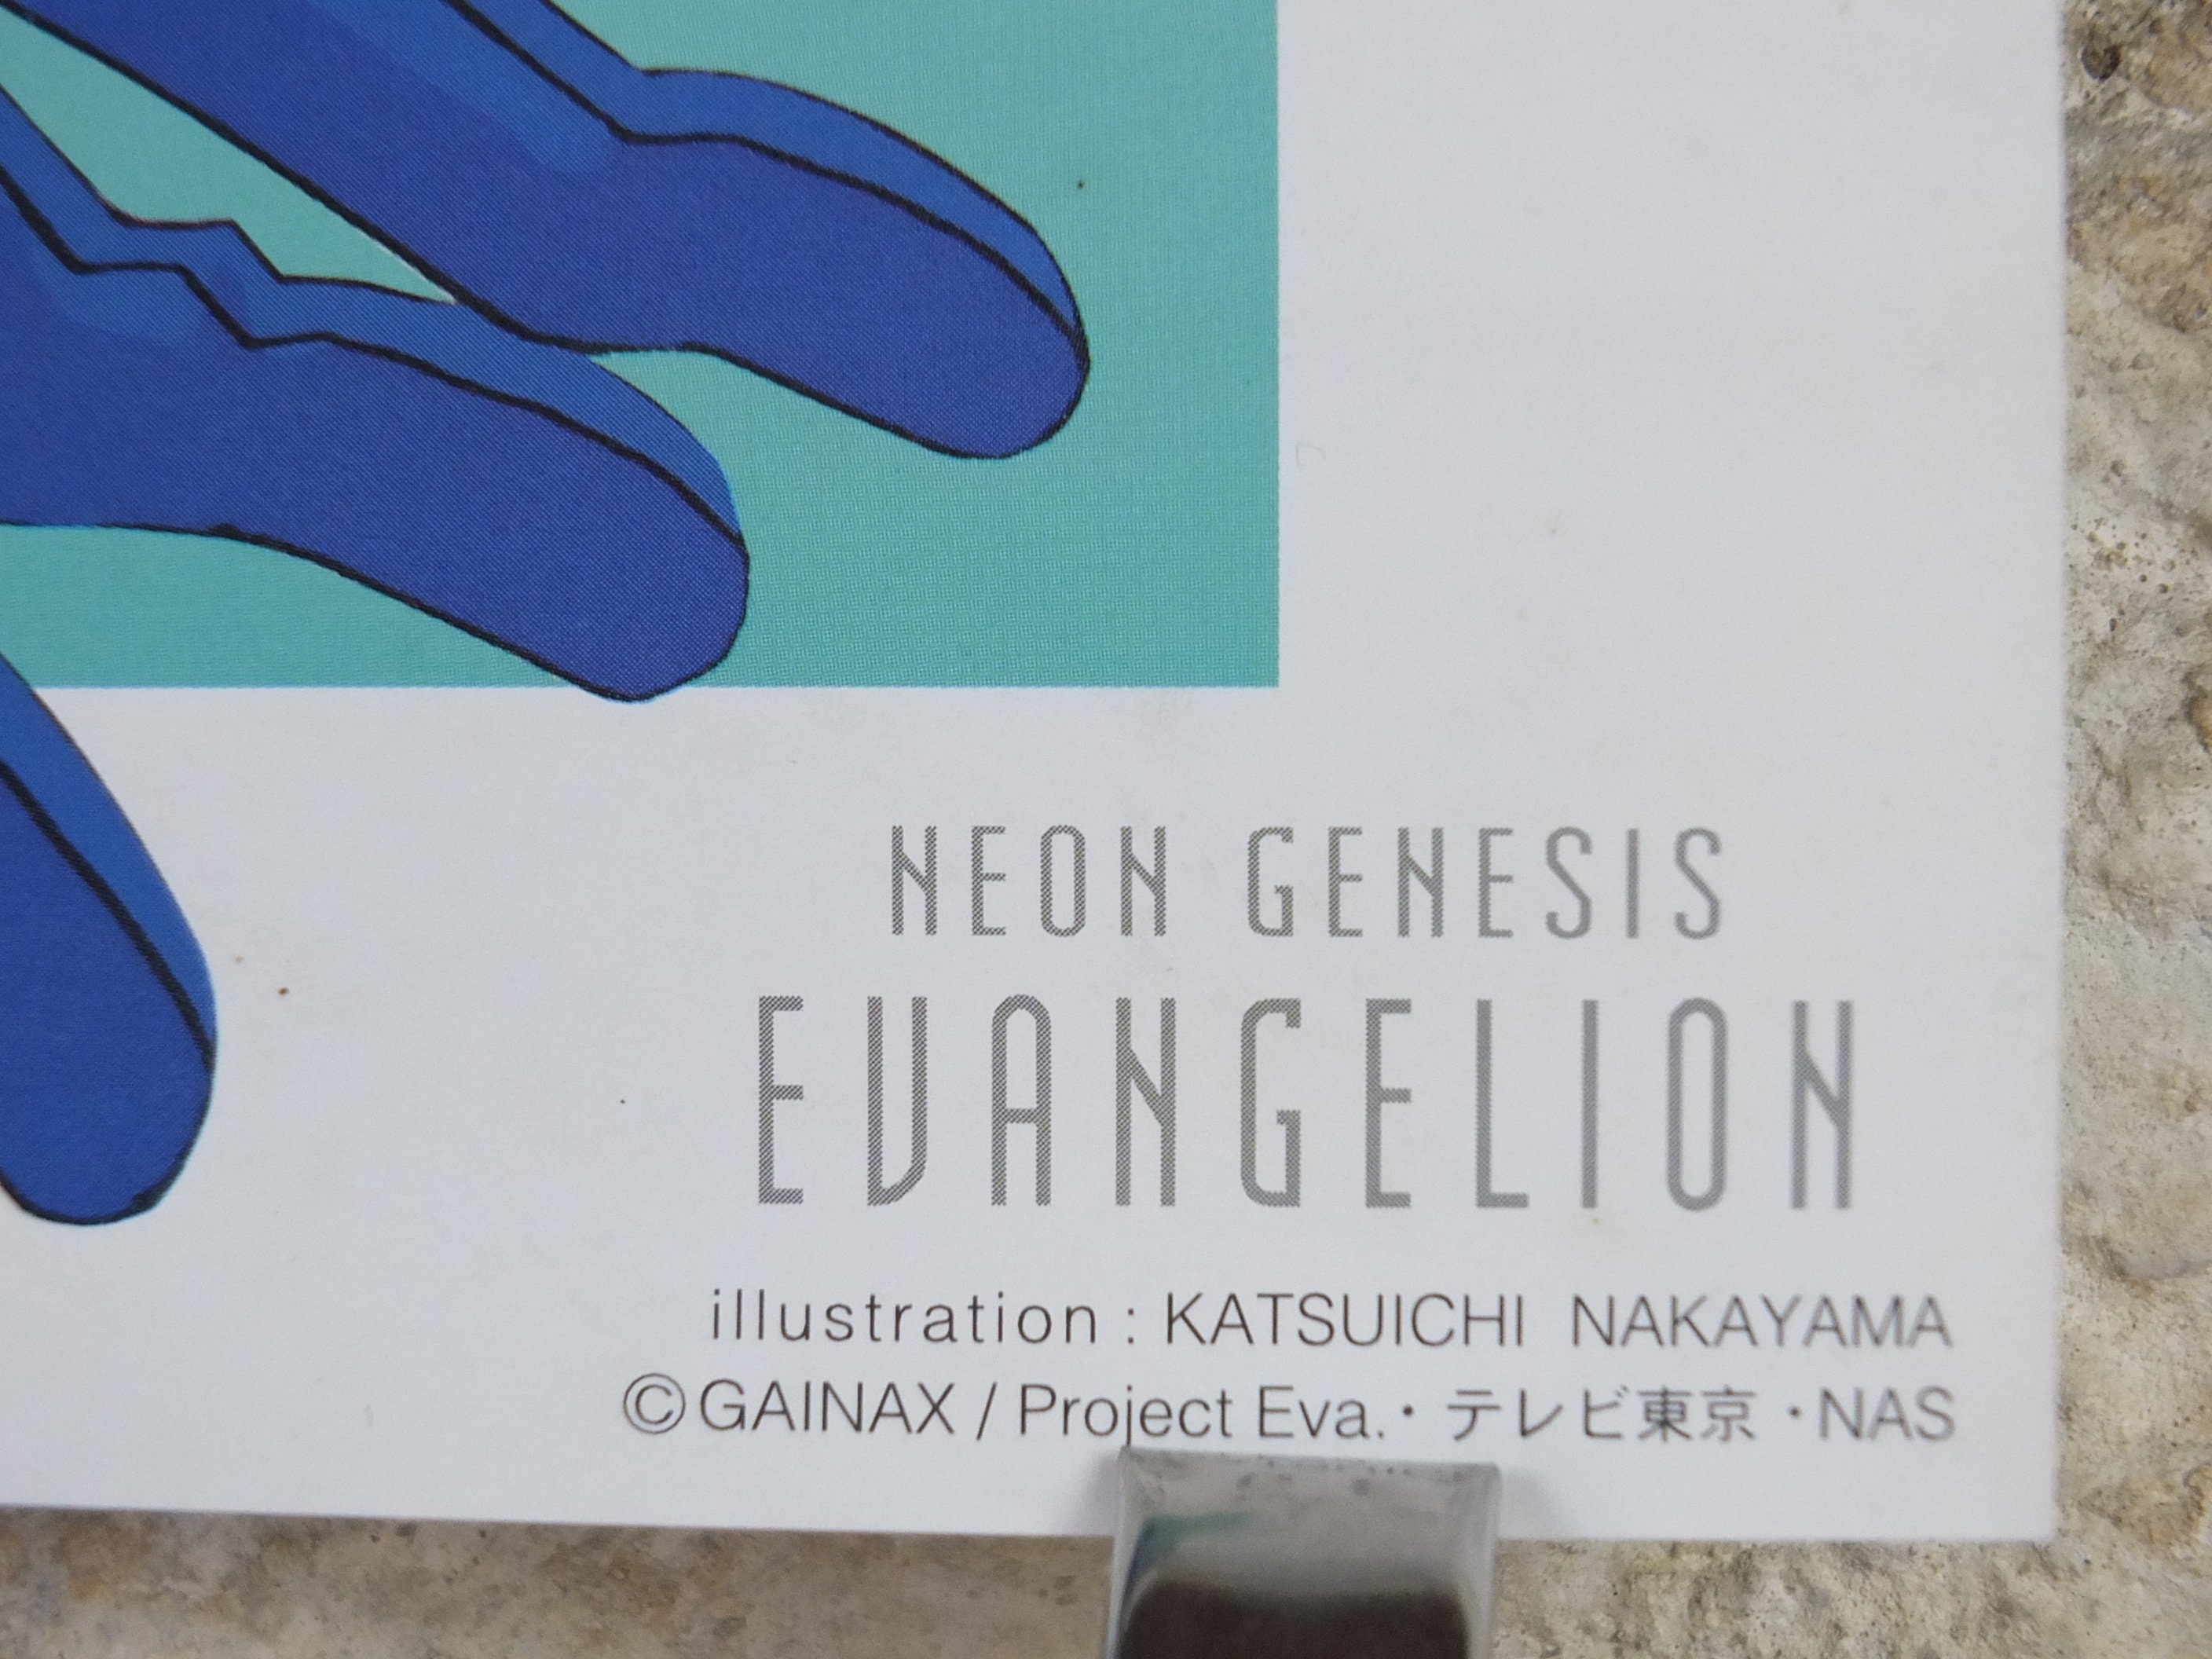 NEON GENESIS
EVANGELION
illustration : KATSUICHI NAKAYAMA
©GAINAX / Project Eva.・テレビ東京・NAS